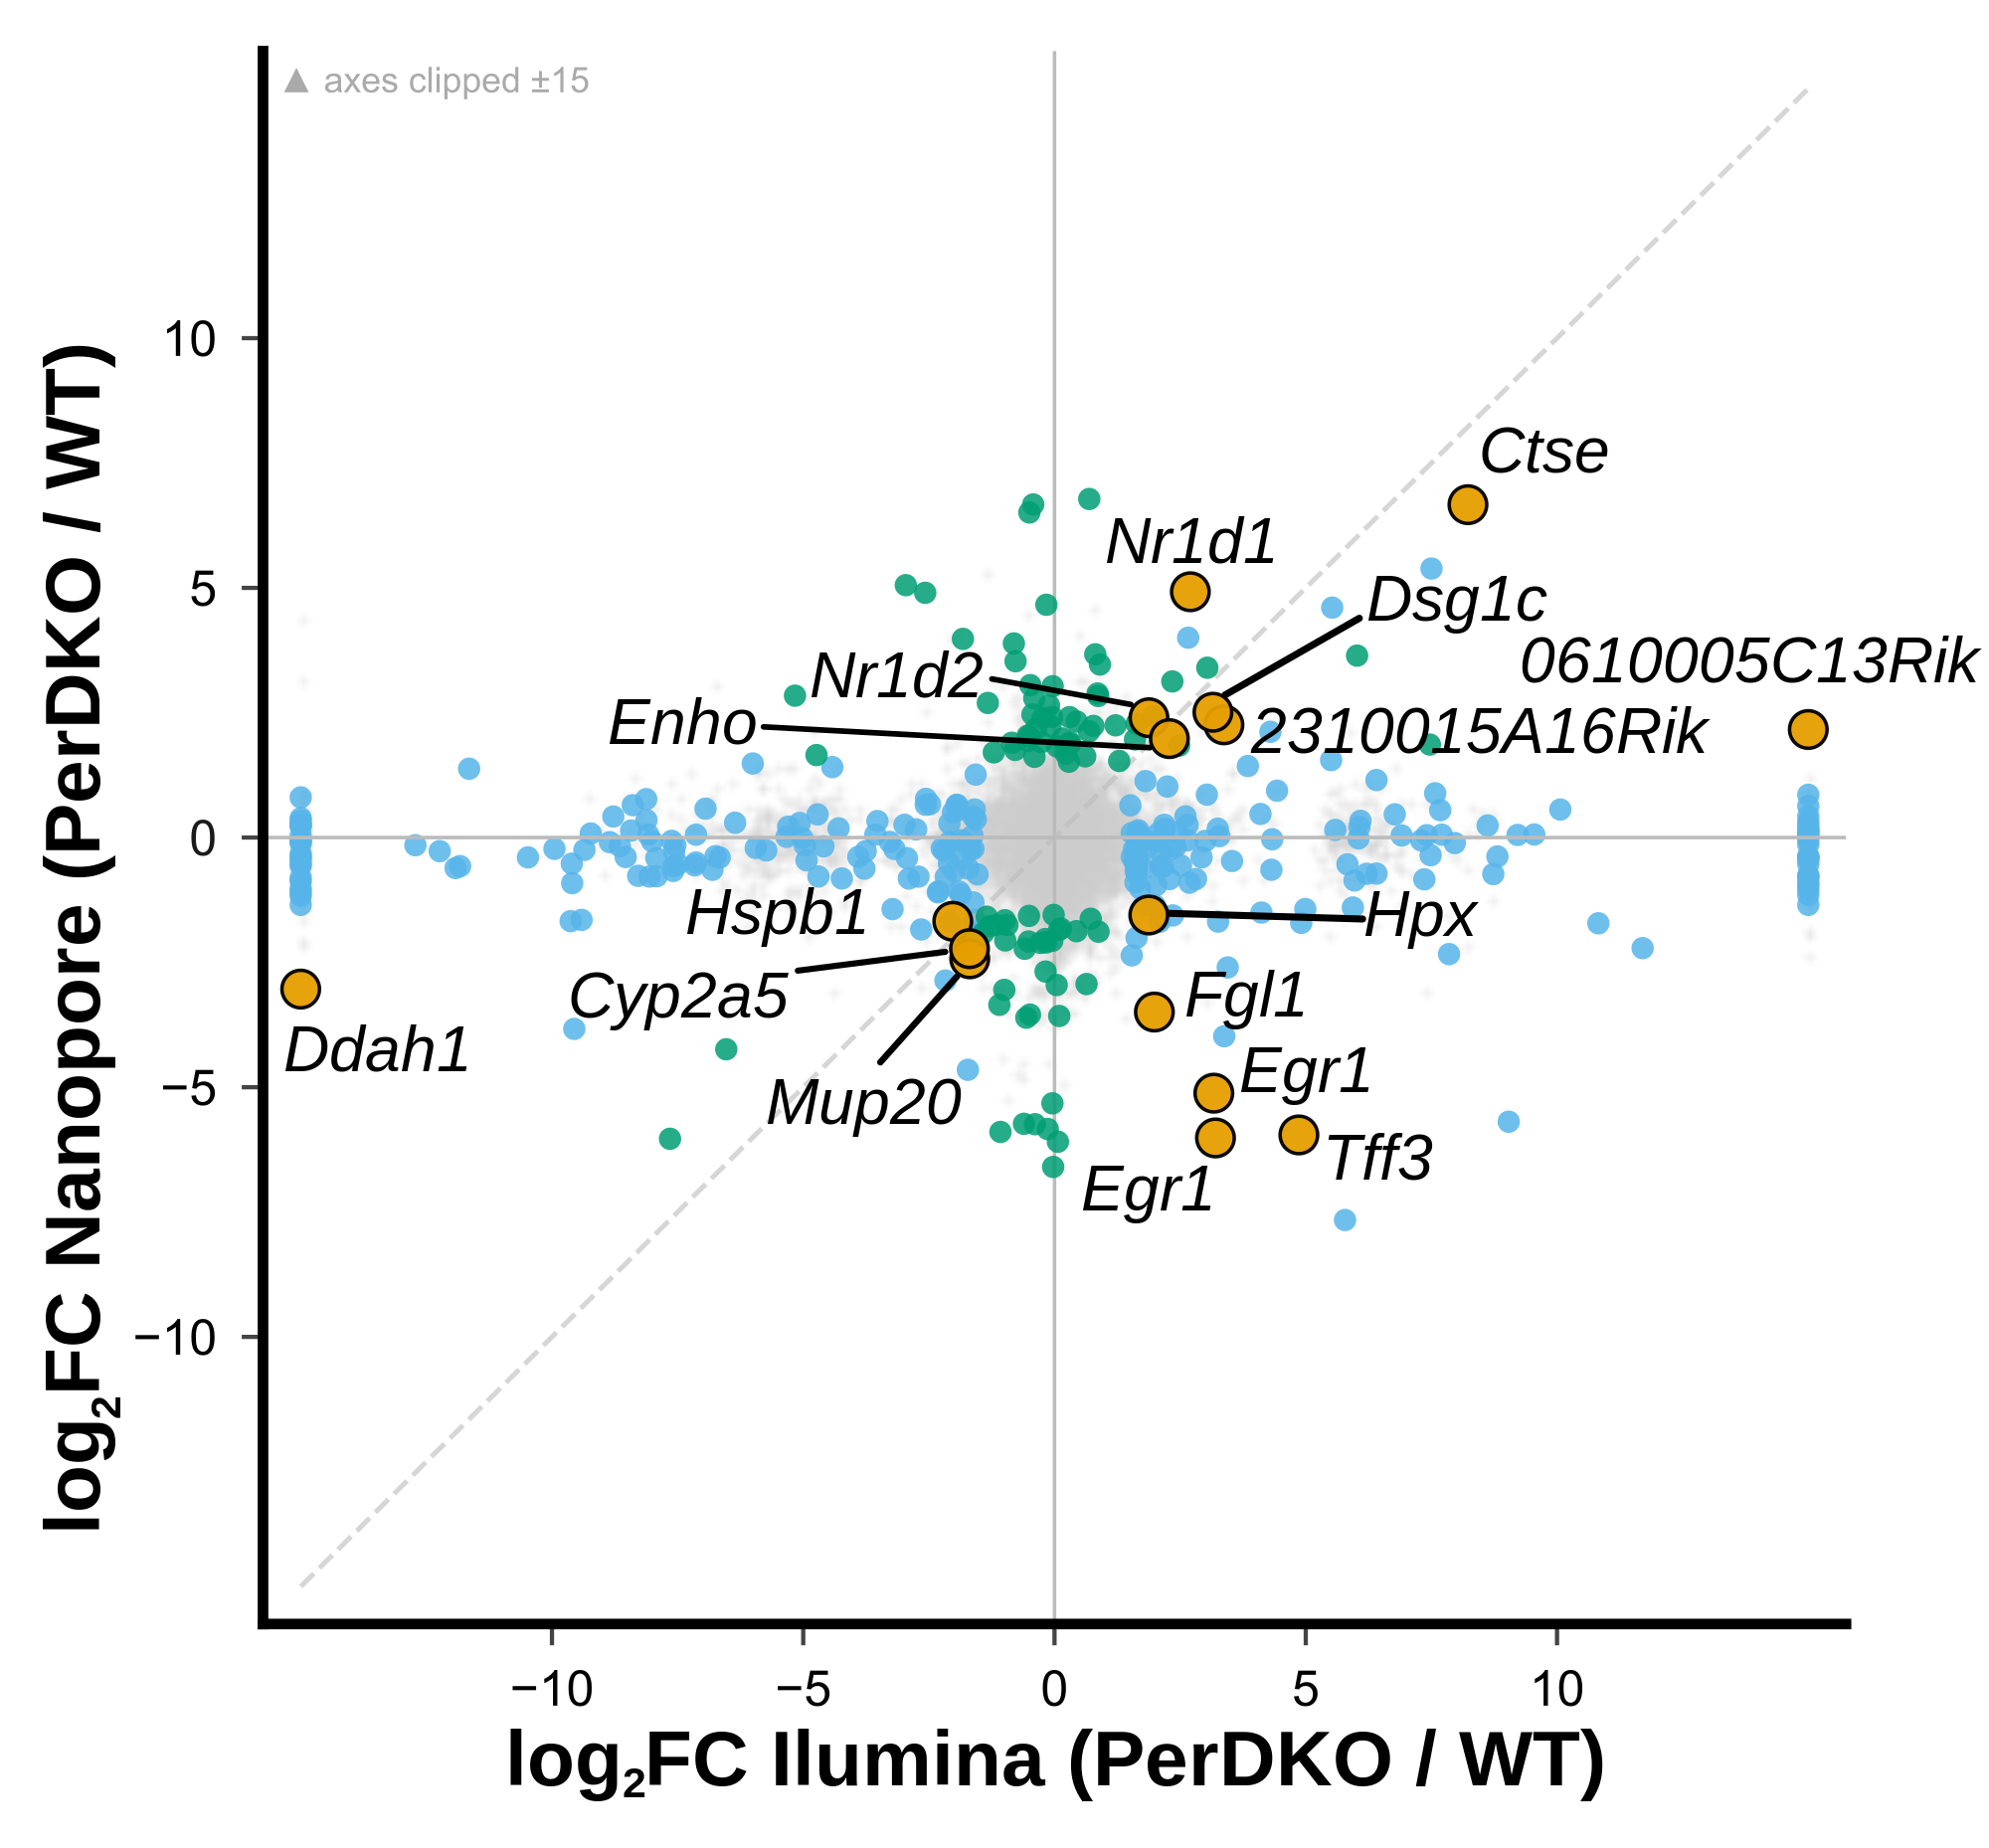 ▲ axes clipped ±15
log₂FC Nanopore (PerDKO / WT)
10
5
0
−5
−10
Ctse
Nr1d1
Dsg1c
0610005C13Rik
Nr1d2
Enho
2310015A16Rik
Hspb1
Hpx
Cyp2a5
Fgl1
Ddah1
Egr1
Mup20
Tff3
Egr1
−10
−5
0
5
10
log₂FC Ilumina (PerDKO / WT)